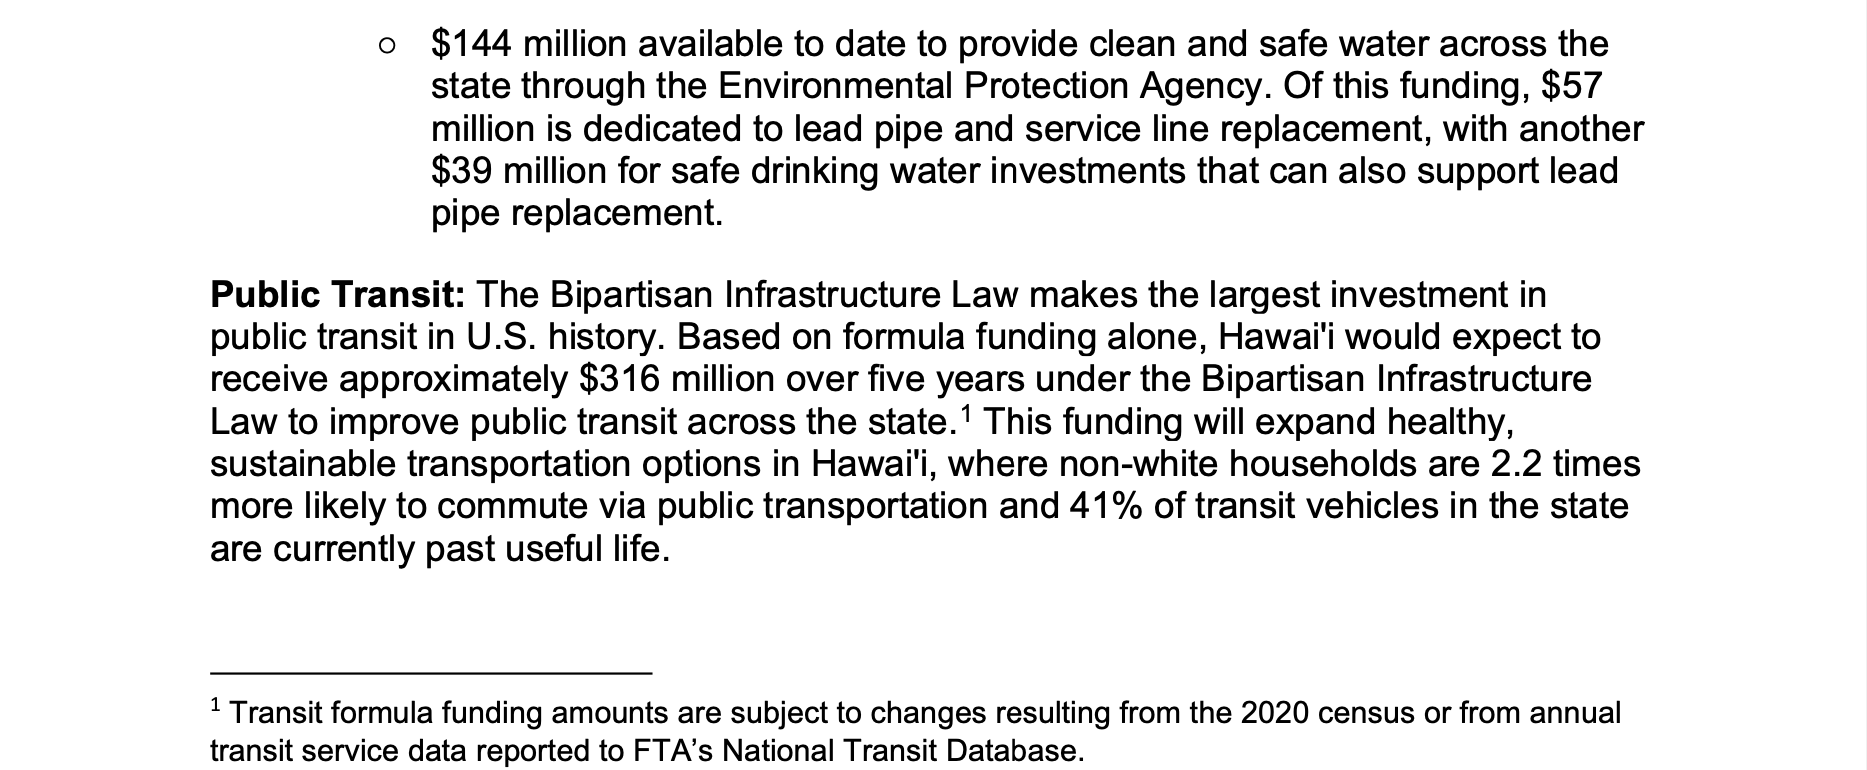 ○ $144 million available to date to provide clean and safe water across the
state through the Environmental Protection Agency. Of this funding, $57
million is dedicated to lead pipe and service line replacement, with another
$39 million for safe drinking water investments that can also support lead
pipe replacement.
Public Transit: The Bipartisan Infrastructure Law makes the largest investment in
public transit in U.S. history. Based on formula funding alone, Hawai'i would expect to
receive approximately $316 million over five years under the Bipartisan Infrastructure
Law to improve public transit across the state.¹ This funding will expand healthy,
sustainable transportation options in Hawai'i, where non-white households are 2.2 times
more likely to commute via public transportation and 41% of transit vehicles in the state
are currently past useful life.
¹ Transit formula funding amounts are subject to changes resulting from the 2020 census or from annual
transit service data reported to FTA’s National Transit Database.